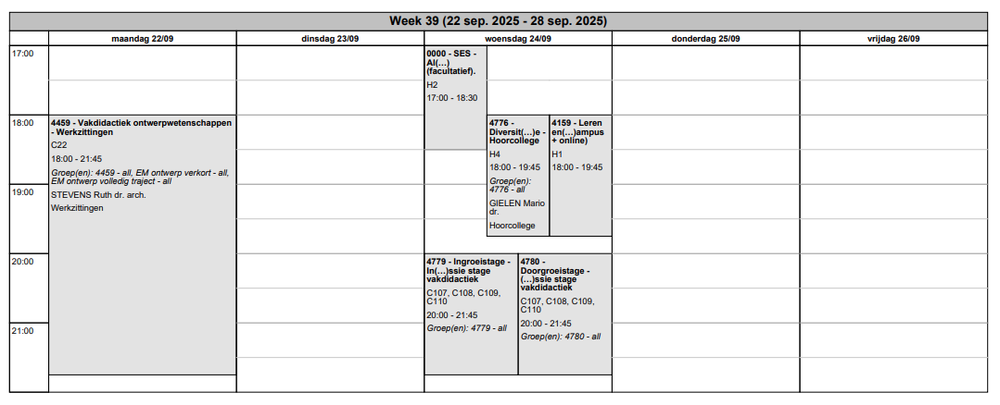 Week 39 (22 sep. 2025 - 28 sep. 2025)
maandag 22/09
dinsdag 23/09
woensdag 24/09
donderdag 25/09
vrijdag 26/09
17:00
0000 - SES -
AI(...)
(facultatief).
H2
17:00 - 18:30
18:00
4459 - Vakdidactiek ontwerpwetenschappen
- Werkzittingen
C22
18:00 - 21:45
Groep(en): 4459 - all, EM ontwerp verkort - all,
EM ontwerp volledig traject - all
STEVENS Ruth dr. arch.
Werkzittingen
4776 -
Diversit(...)e -
Hoorcollege
H4
18:00 - 19:45
Groep(en):
4776 - all
GIELEN Mario
dr.
Hoorcollege
4159 - Leren
en(...)ampus
+ online)
H1
18:00 - 19:45
19:00
20:00
4779 - Ingroeistage -
In(...)ssie stage
vakdidactiek
C107, C108, C109,
C110
20:00 - 21:45
Groep(en): 4779 - all
4780 -
Doorgroeistage -
(...)ssie stage
vakdidactiek
C107, C108, C109,
C110
20:00 - 21:45
Groep(en): 4780 - all
21:00